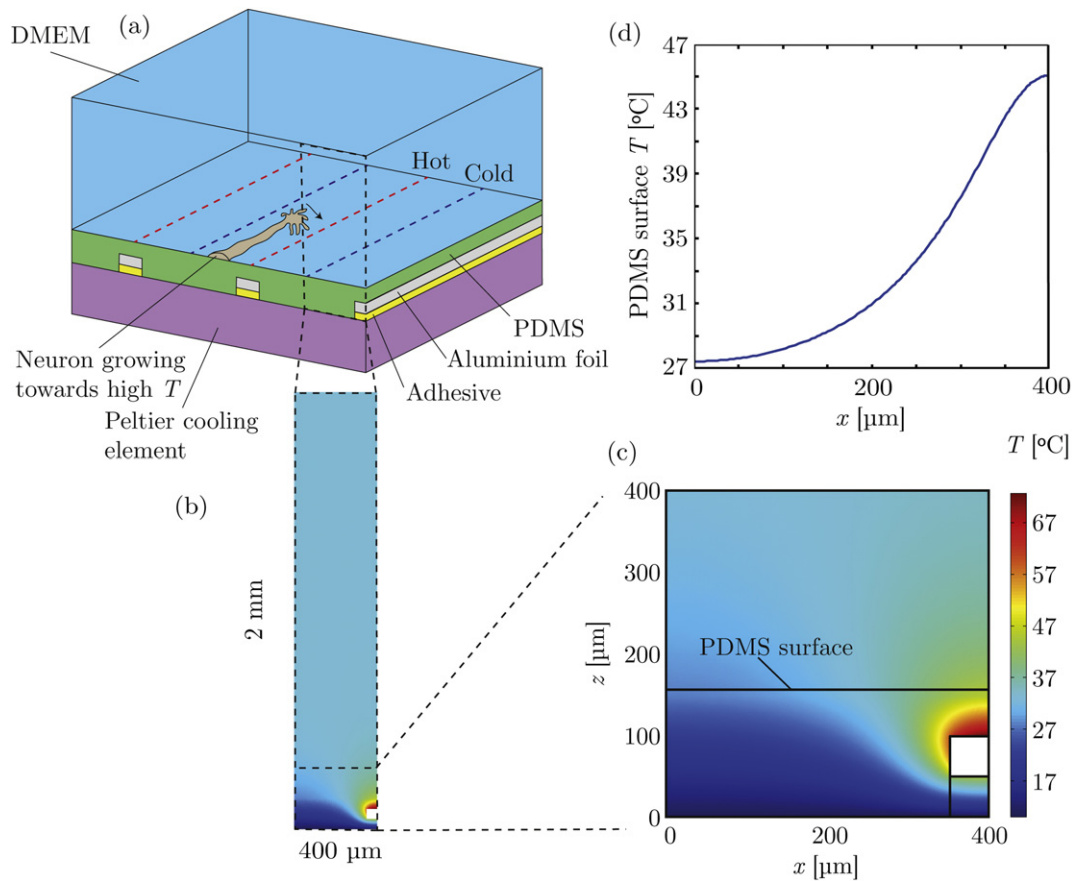 (a)
DMEM
Hot
Cold
PDMS
Aluminium foil
Adhesive
Neuron growing
towards high T
Peltier cooling
element
(b)
2 mm
400 µm
(d)
PDMS surface T [°C]
47
43
39
35
31
27
0
200
400
x [µm]
(c)
T [°C]
z [µm]
400
300
200
100
0
PDMS surface
0
200
400
x [µm]
67
57
47
37
27
17